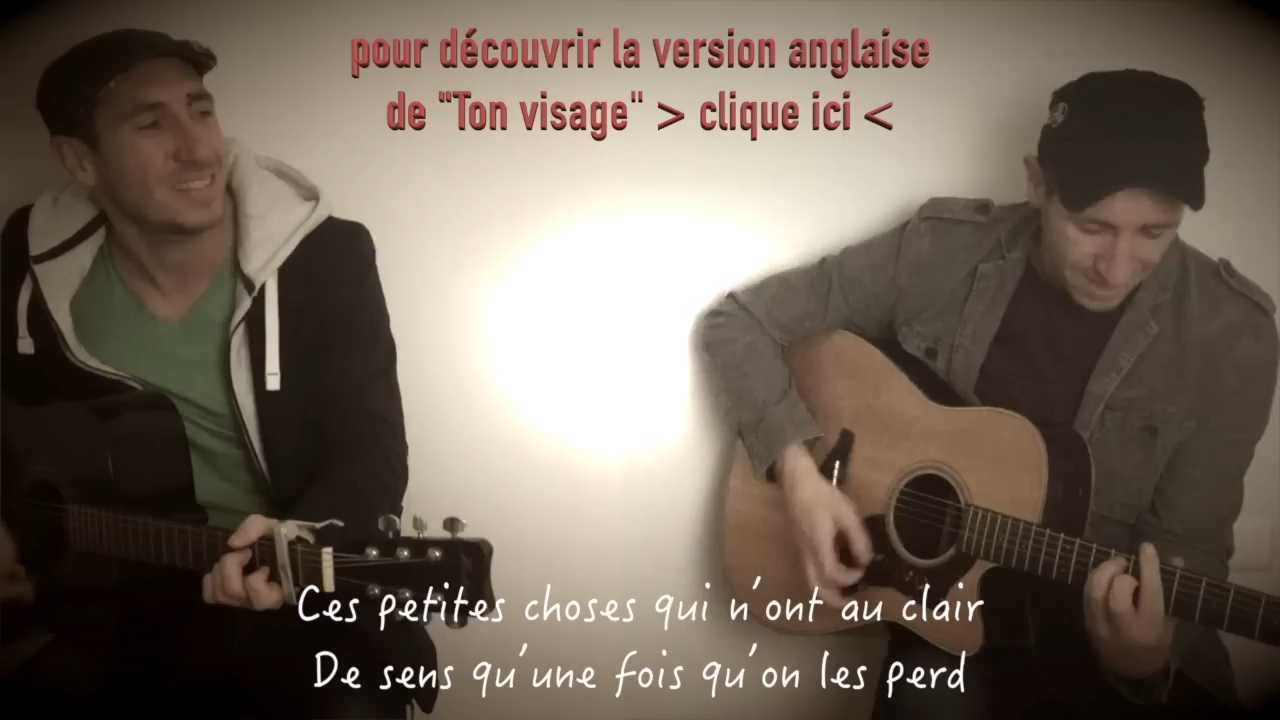 pour découvrir la version anglaise
de "Ton visage" > clique ici <
Ces petites choses qui n'ont au clair
De sens qu'une fois qu'on les perd